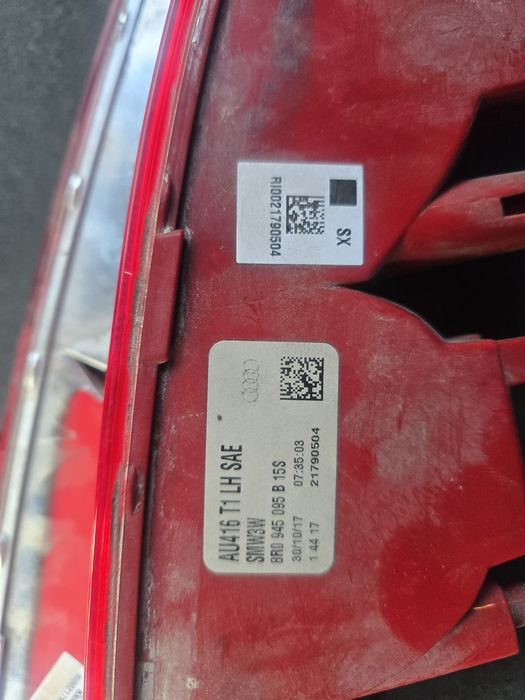 SX
RI0021790504
AU416 T1 LH SAE
SMW3W
8R0 945 095 B 15S
30/10/17 07:35:03
1 44 17 21790504